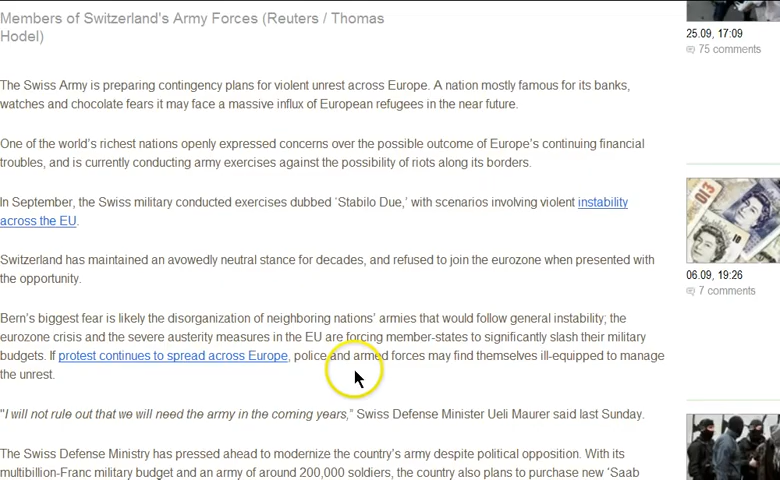 Members of Switzerland's Army Forces (Reuters / Thomas
Hodel)
The Swiss Army is preparing contingency plans for violent unrest across Europe. A nation mostly famous for its banks,
watches and chocolate fears it may face a massive influx of European refugees in the near future.
One of the world's richest nations openly expressed concerns over the possible outcome of Europe's continuing financial
troubles, and is currently conducting army exercises against the possibility of riots along its borders.
In September, the Swiss military conducted exercises dubbed 'Stabilo Due,' with scenarios involving violent instability
across the EU.
Switzerland has maintained an avowedly neutral stance for decades, and refused to join the eurozone when presented with
the opportunity.
Bern's biggest fear is likely the disorganization of neighboring nations' armies that would follow general instability; the
eurozone crisis and the severe austerity measures in the EU are forcing member-states to significantly slash their military
budgets. If protest continues to spread across Europe, police and armed forces may find themselves ill-equipped to manage
the unrest.
"I will not rule out that we will need the army in the coming years," Swiss Defense Minister Ueli Maurer said last Sunday.
The Swiss Defense Ministry has pressed ahead to modernize the country's army despite political opposition. With its
multibillion-Franc military budget and an army of around 200,000 soldiers, the country also plans to purchase new 'Saab
25.09, 17:09
75 comments
10
06.09, 19:26
7 comments